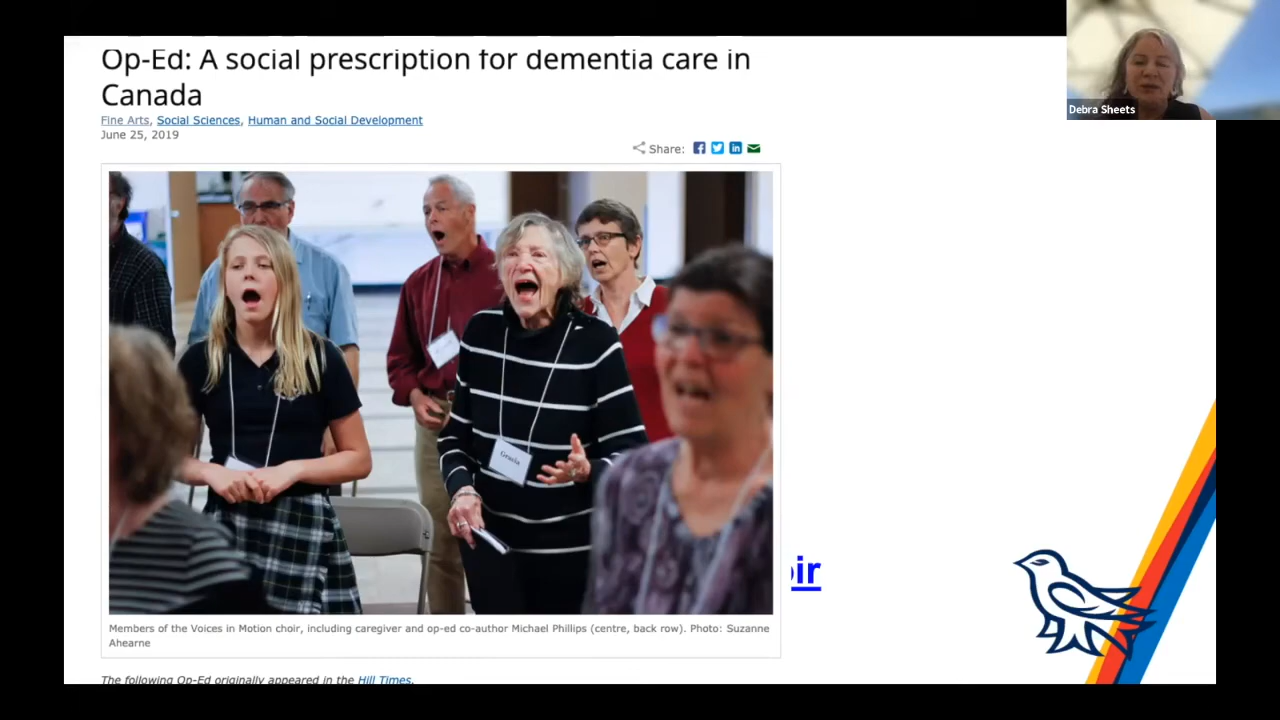 Op-Ed: A social prescription for dementia care in
Canada
Fine Arts, Social Sciences, Human and Social Development
June 25, 2019
Share:
Debra Sheets
Grazia
oir
Members of the Voices in Motion choir, including caregiver and op-ed co-author Michael Phillips (centre, back row). Photo: Suzanne
Ahearne
The following Op-Ed originally appeared in the Hill Times.